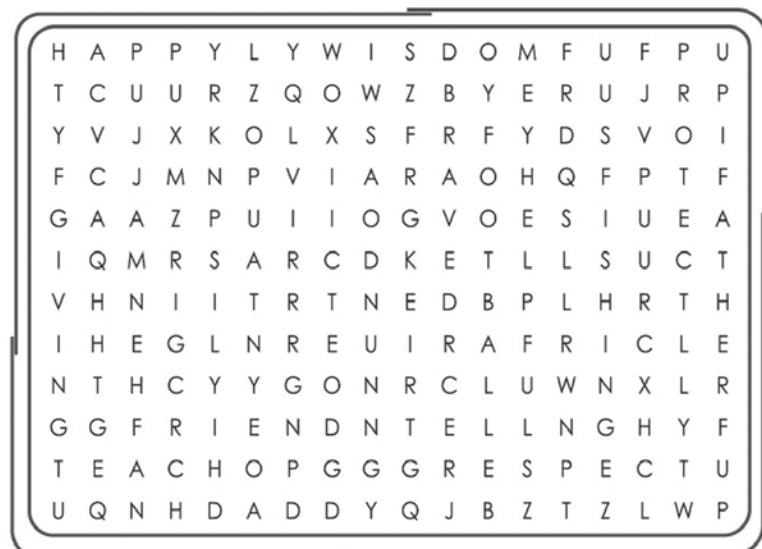 H A P P Y L Y W I S D O M F U F P U
T C U U R Z Q O W Z B Y E R U J R P
Y V J X K O L X S F R F Y D S V O I
F C J M N P V I A R A O H Q F P T F
G A A Z P U I I O G V O E S I U E A
I Q M R S A R C D K E T L L S U C T
V H N I I T R T N E D B P L H R T H
I H E G L N R E U I R A F R I C L E
N T H C Y Y G O N R C L U W N X L R
G G F R I E N D N T E L L N G H Y F
T E A C H O P G G G R E S P E C T U
U Q N H D A D D Y Q J B Z T Z L W P